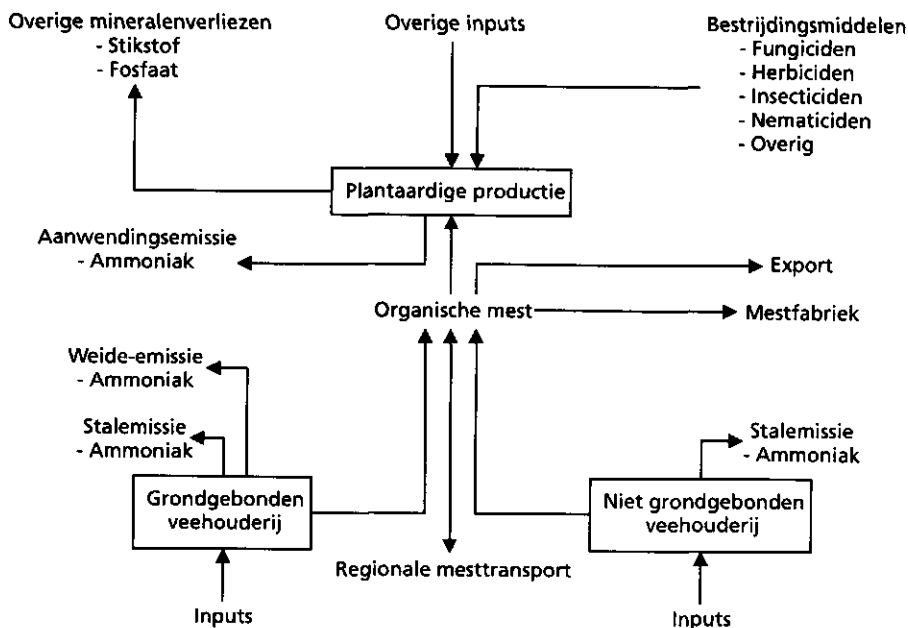 Overige mineralenverliezen
- Stikstof
- Fosfaat
Overige inputs
Bestrijdingsmiddelen
- Fungiciden
- Herbiciden
- Insecticiden
- Nematiciden
- Overig
Plantaardige productie
Aanwendingsemissie
- Ammoniak
Export
Organische mest
Mestfabriek
Weide-emissie
- Ammoniak
Stalemissie
- Ammoniak
Stalemissie
- Ammoniak
Grondgebonden
veehouderij
Niet grondgebonden
veehouderij
Regionale mesttransport
Inputs
Inputs